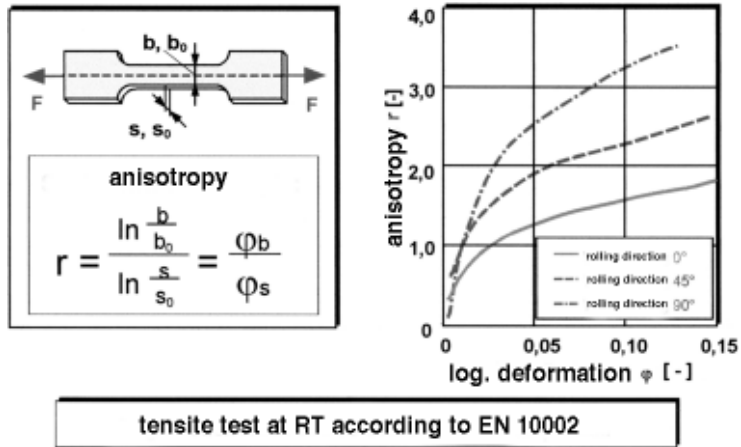 b, b₀
F
F
s, s₀
anisotropy
r = ln b/b₀ / ln s/s₀ = φb / φs
anisotropy r [-]
4,0
3,0
2,0
1,0
0
0
0,05
0,10
0,15
log. deformation φ [-]
rolling direction 0°
rolling direction 45°
rolling direction 90°
tensite test at RT according to EN 10002